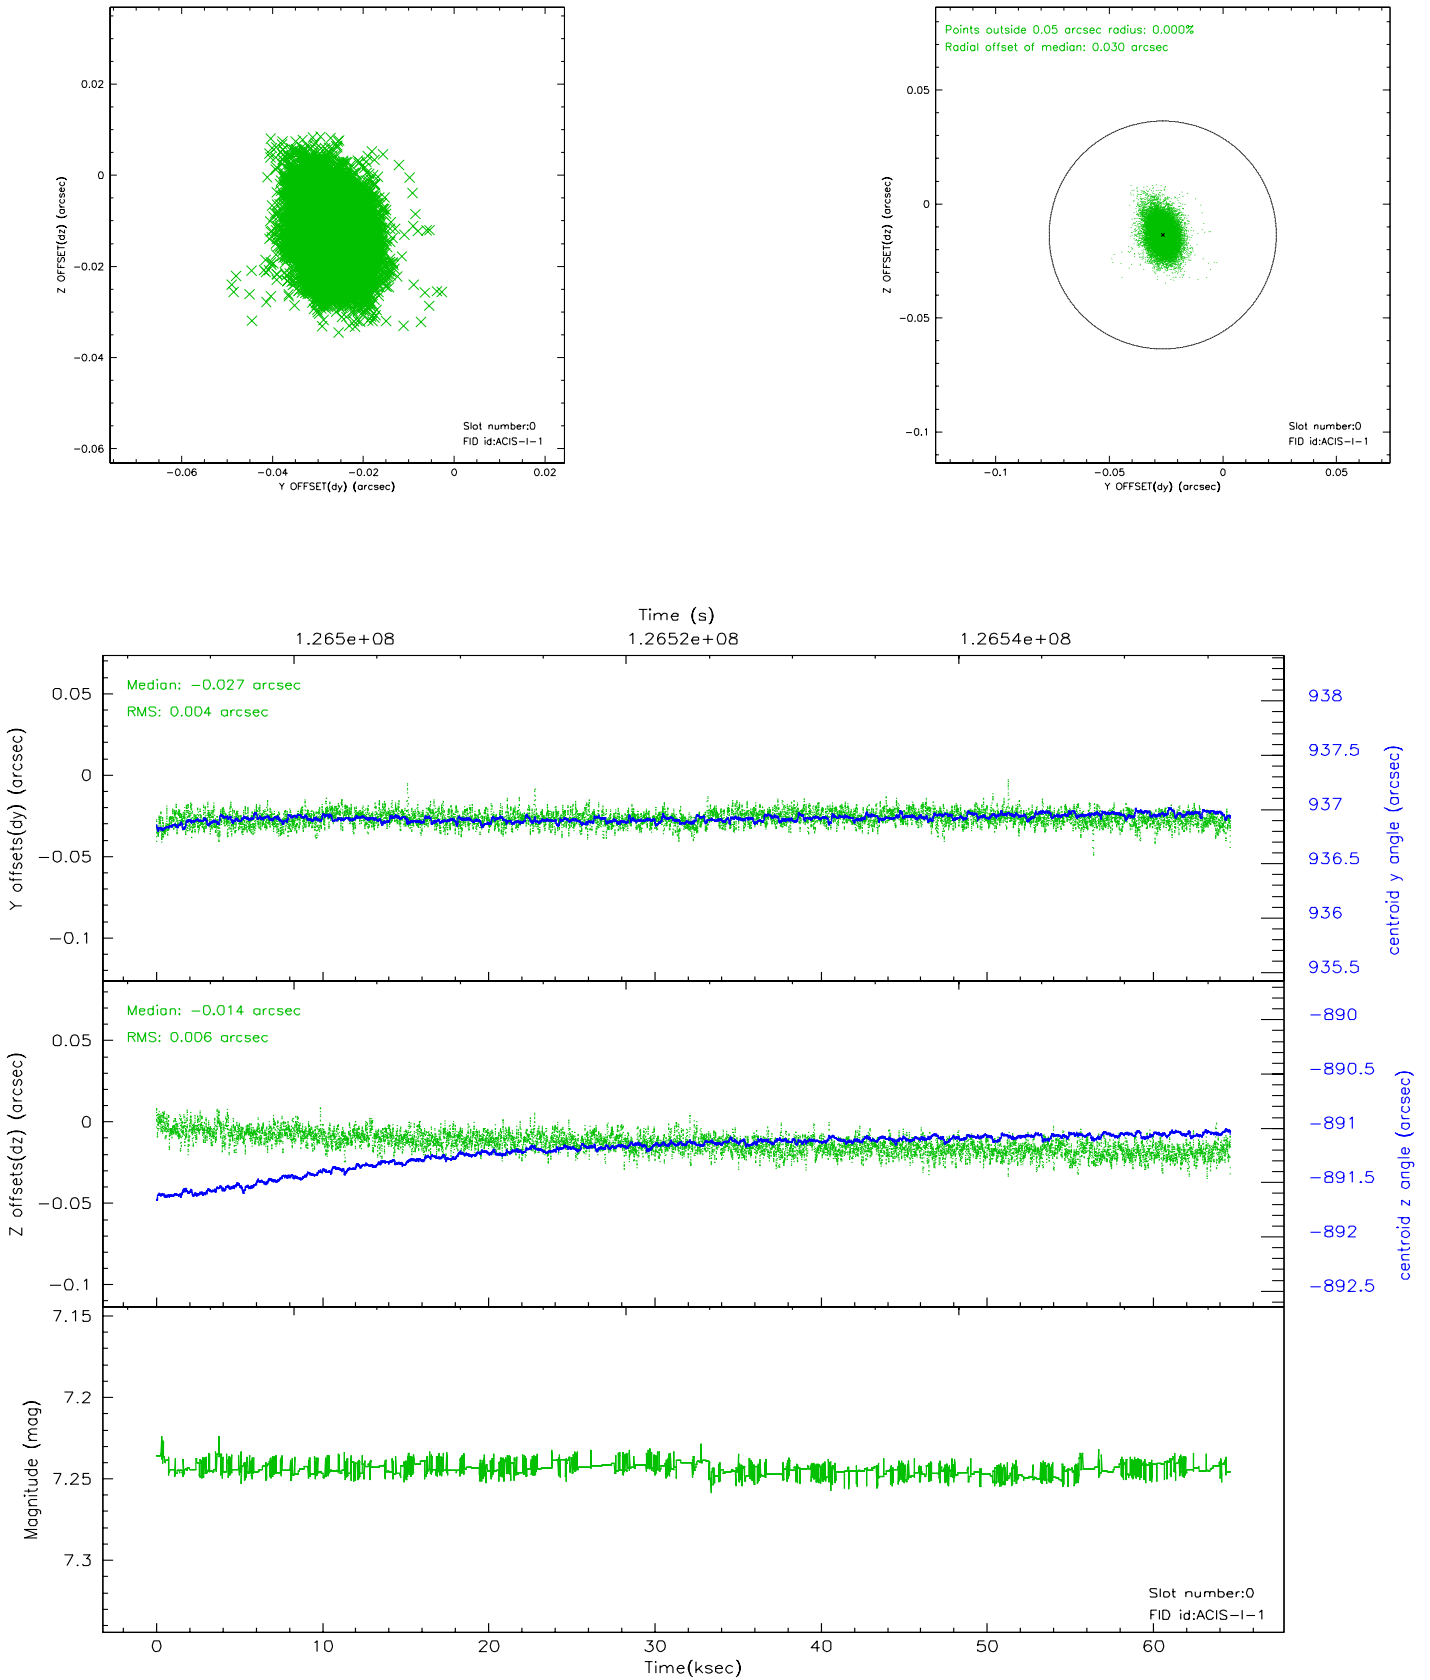 0.02
0
−0.02
−0.04
−0.06
Z OFFSET(dz) (arcsec)
Slot number:0
FID id:ACIS−I−1
−0.06
−0.04
−0.02
0
0.02
Y OFFSET(dy) (arcsec)
Points outside 0.05 arcsec radius: 0.000%
Radial offset of median: 0.030 arcsec
0.05
0
−0.05
−0.1
Z OFFSET(dz) (arcsec)
Slot number:0
FID id:ACIS−I−1
−0.1
−0.05
0
0.05
Y OFFSET(dy) (arcsec)
Time (s)
1.265e+08
1.2652e+08
1.2654e+08
Median: −0.027 arcsec
RMS: 0.004 arcsec
0.05
0
−0.05
−0.1
Y offsets(dy) (arcsec)
938
937.5
937
936.5
936
935.5
centroid y angle (arcsec)
Median: −0.014 arcsec
RMS: 0.006 arcsec
0.05
0
−0.05
−0.1
Z offsets(dz) (arcsec)
−890
−890.5
−891
−891.5
−892
−892.5
centroid z angle (arcsec)
7.15
7.2
7.25
7.3
Magnitude (mag)
Slot number:0
FID id:ACIS−I−1
0
10
20
30
40
50
60
Time(ksec)